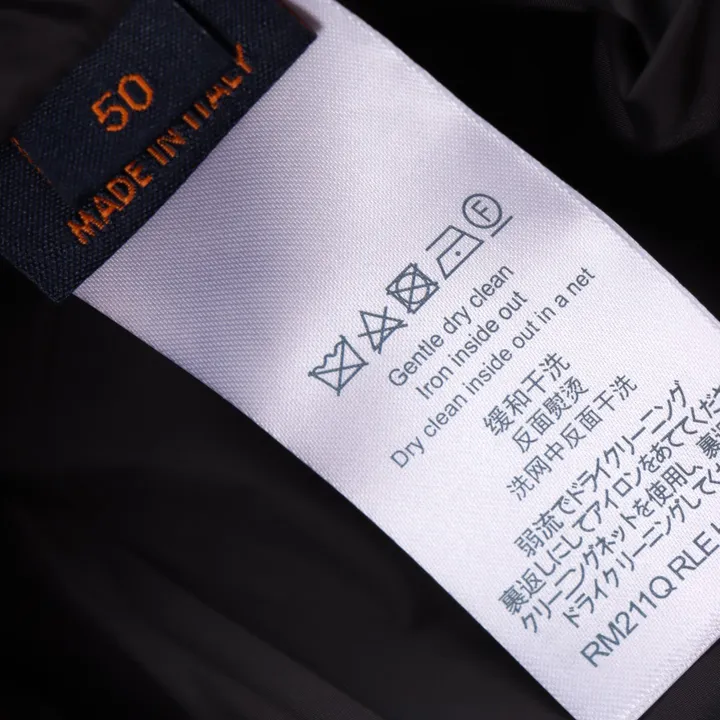 50
MADE IN ITALY
F
Gentle dry clean
Iron inside out
Dry clean inside out in a net
缓和干洗
反面熨烫
洗网中反面干洗
弱流でドライクリーニング
裏返しにしてアイロンをあててくだ
クリーニングネットを使用し、裏
ドライクリーニングしてく
RM211Q RLE